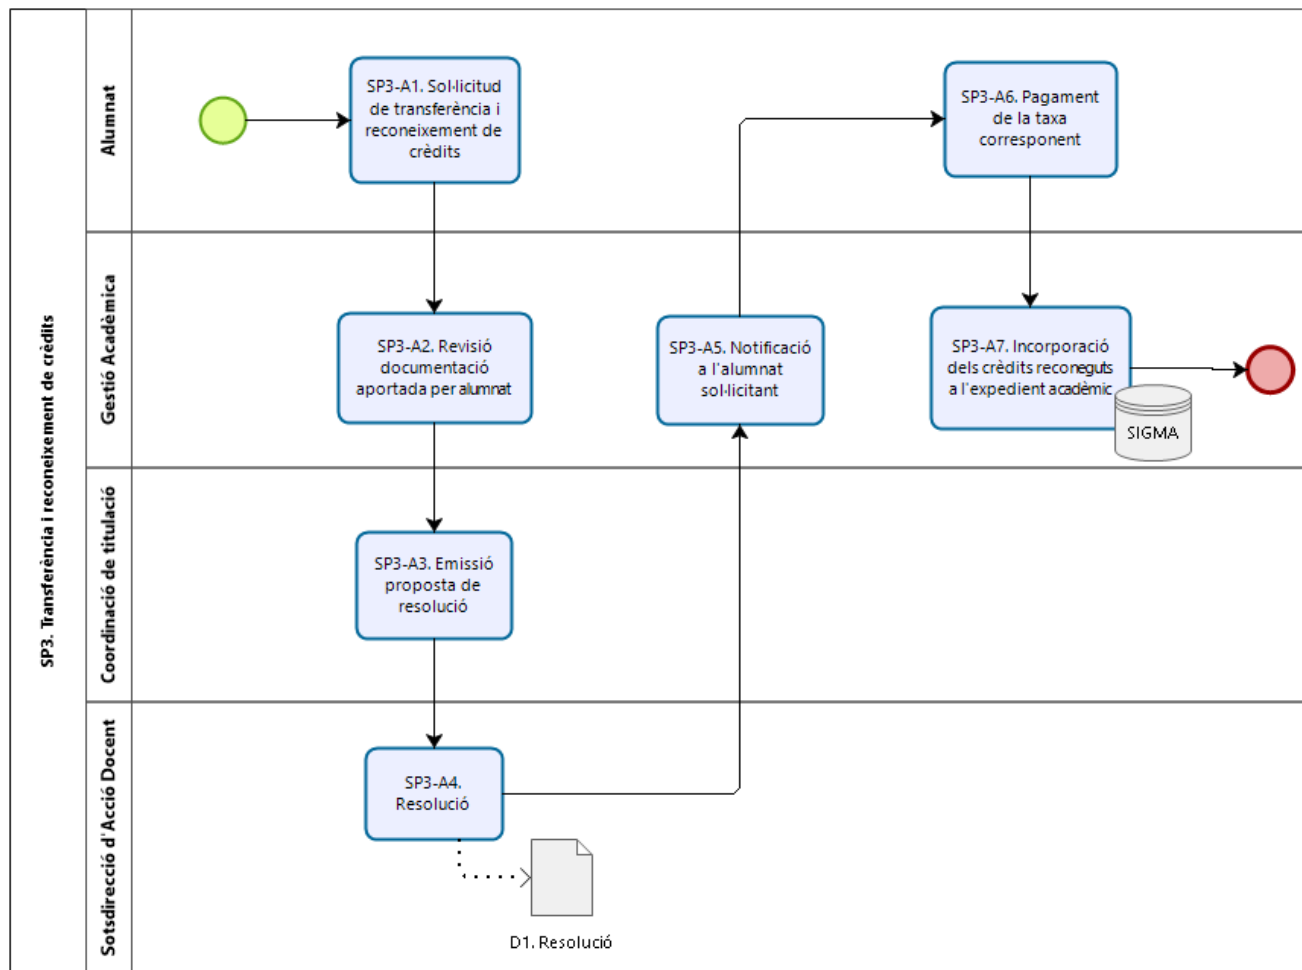 SP3. Transferència i reconeixement de crèdits
Alumnat
SP3-A1. Sol·licitud
de transferència i
reconeixement de
crèdits
SP3-A6. Pagament
de la taxa
corresponent
Gestió Acadèmica
SP3-A2. Revisió
documentació
aportada per alumnat
SP3-A5. Notificació
a l'alumnat
sol·licitant
SP3-A7. Incorporació
dels crèdits reconeguts
a l'expedient acadèmic
SIGMA
Coordinació de titulació
SP3-A3. Emissió
proposta de
resolució
Sotsdirecció d'Acció Docent
SP3-A4.
Resolució
D1. Resolució